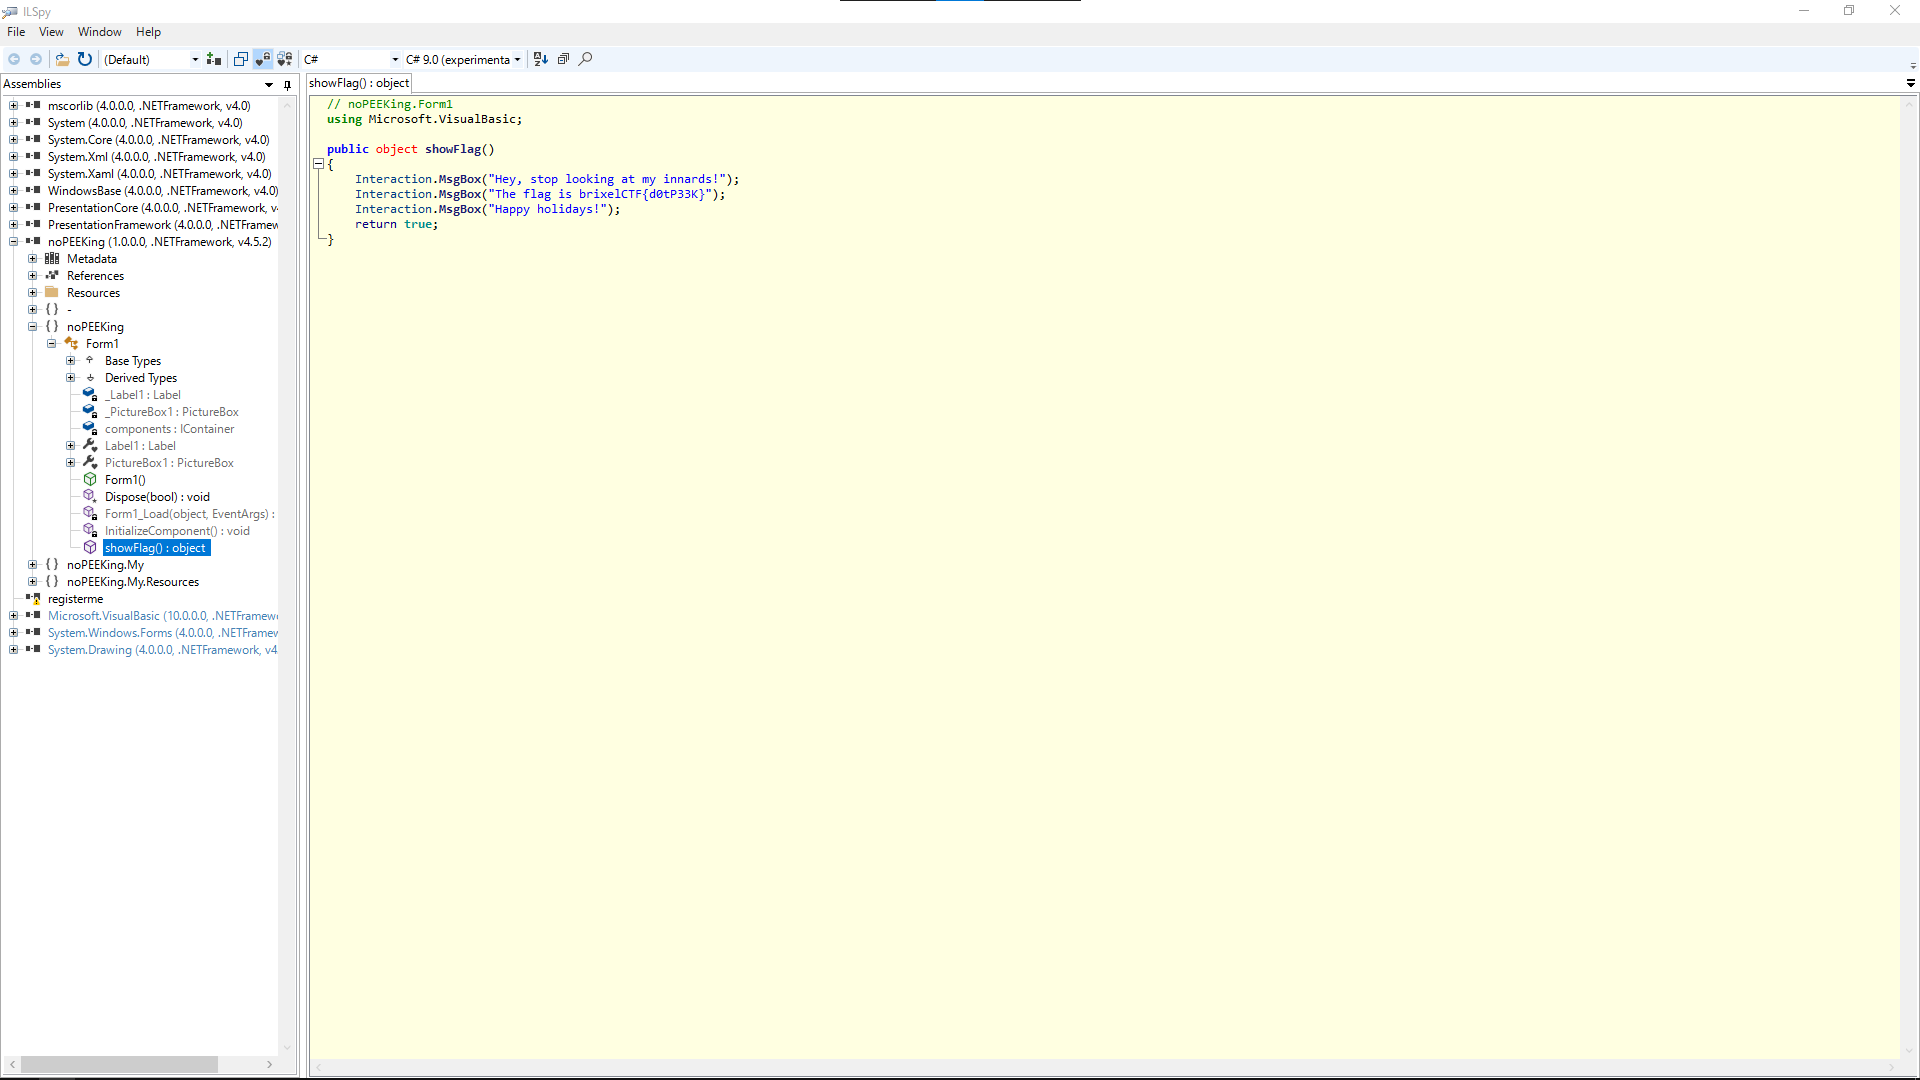 ILSpy
File View Window Help
(Default) C# C# 9.0 (experimenta
Assemblies
mscorlib (4.0.0.0, .NETFramework, v4.0)
System (4.0.0.0, .NETFramework, v4.0)
System.Core (4.0.0.0, .NETFramework, v4.0)
System.Xml (4.0.0.0, .NETFramework, v4.0)
System.Xaml (4.0.0.0, .NETFramework, v4.0)
WindowsBase (4.0.0.0, .NETFramework, v4.0)
PresentationCore (4.0.0.0, .NETFramework, v4
PresentationFramework (4.0.0.0, .NETFramew
noPEEKing (1.0.0.0, .NETFramework, v4.5.2)
Metadata
References
Resources
{ } -
{ } noPEEKing
Form1
Base Types
Derived Types
_Label1 : Label
_PictureBox1 : PictureBox
components : IContainer
Label1 : Label
PictureBox1 : PictureBox
Form1()
Dispose(bool) : void
Form1_Load(object, EventArgs) :
InitializeComponent() : void
showFlag() : object
{ } noPEEKing.My
{ } noPEEKing.My.Resources
registerme
Microsoft.VisualBasic (10.0.0.0, .NETFramewo
System.Windows.Forms (4.0.0.0, .NETFramew
System.Drawing (4.0.0.0, .NETFramework, v4.
showFlag() : object
// noPEEKing.Form1
using Microsoft.VisualBasic;
public object showFlag()
{
Interaction.MsgBox("Hey, stop looking at my innards!");
Interaction.MsgBox("The flag is brixelCTF{d0tP33K}");
Interaction.MsgBox("Happy holidays!");
return true;
}